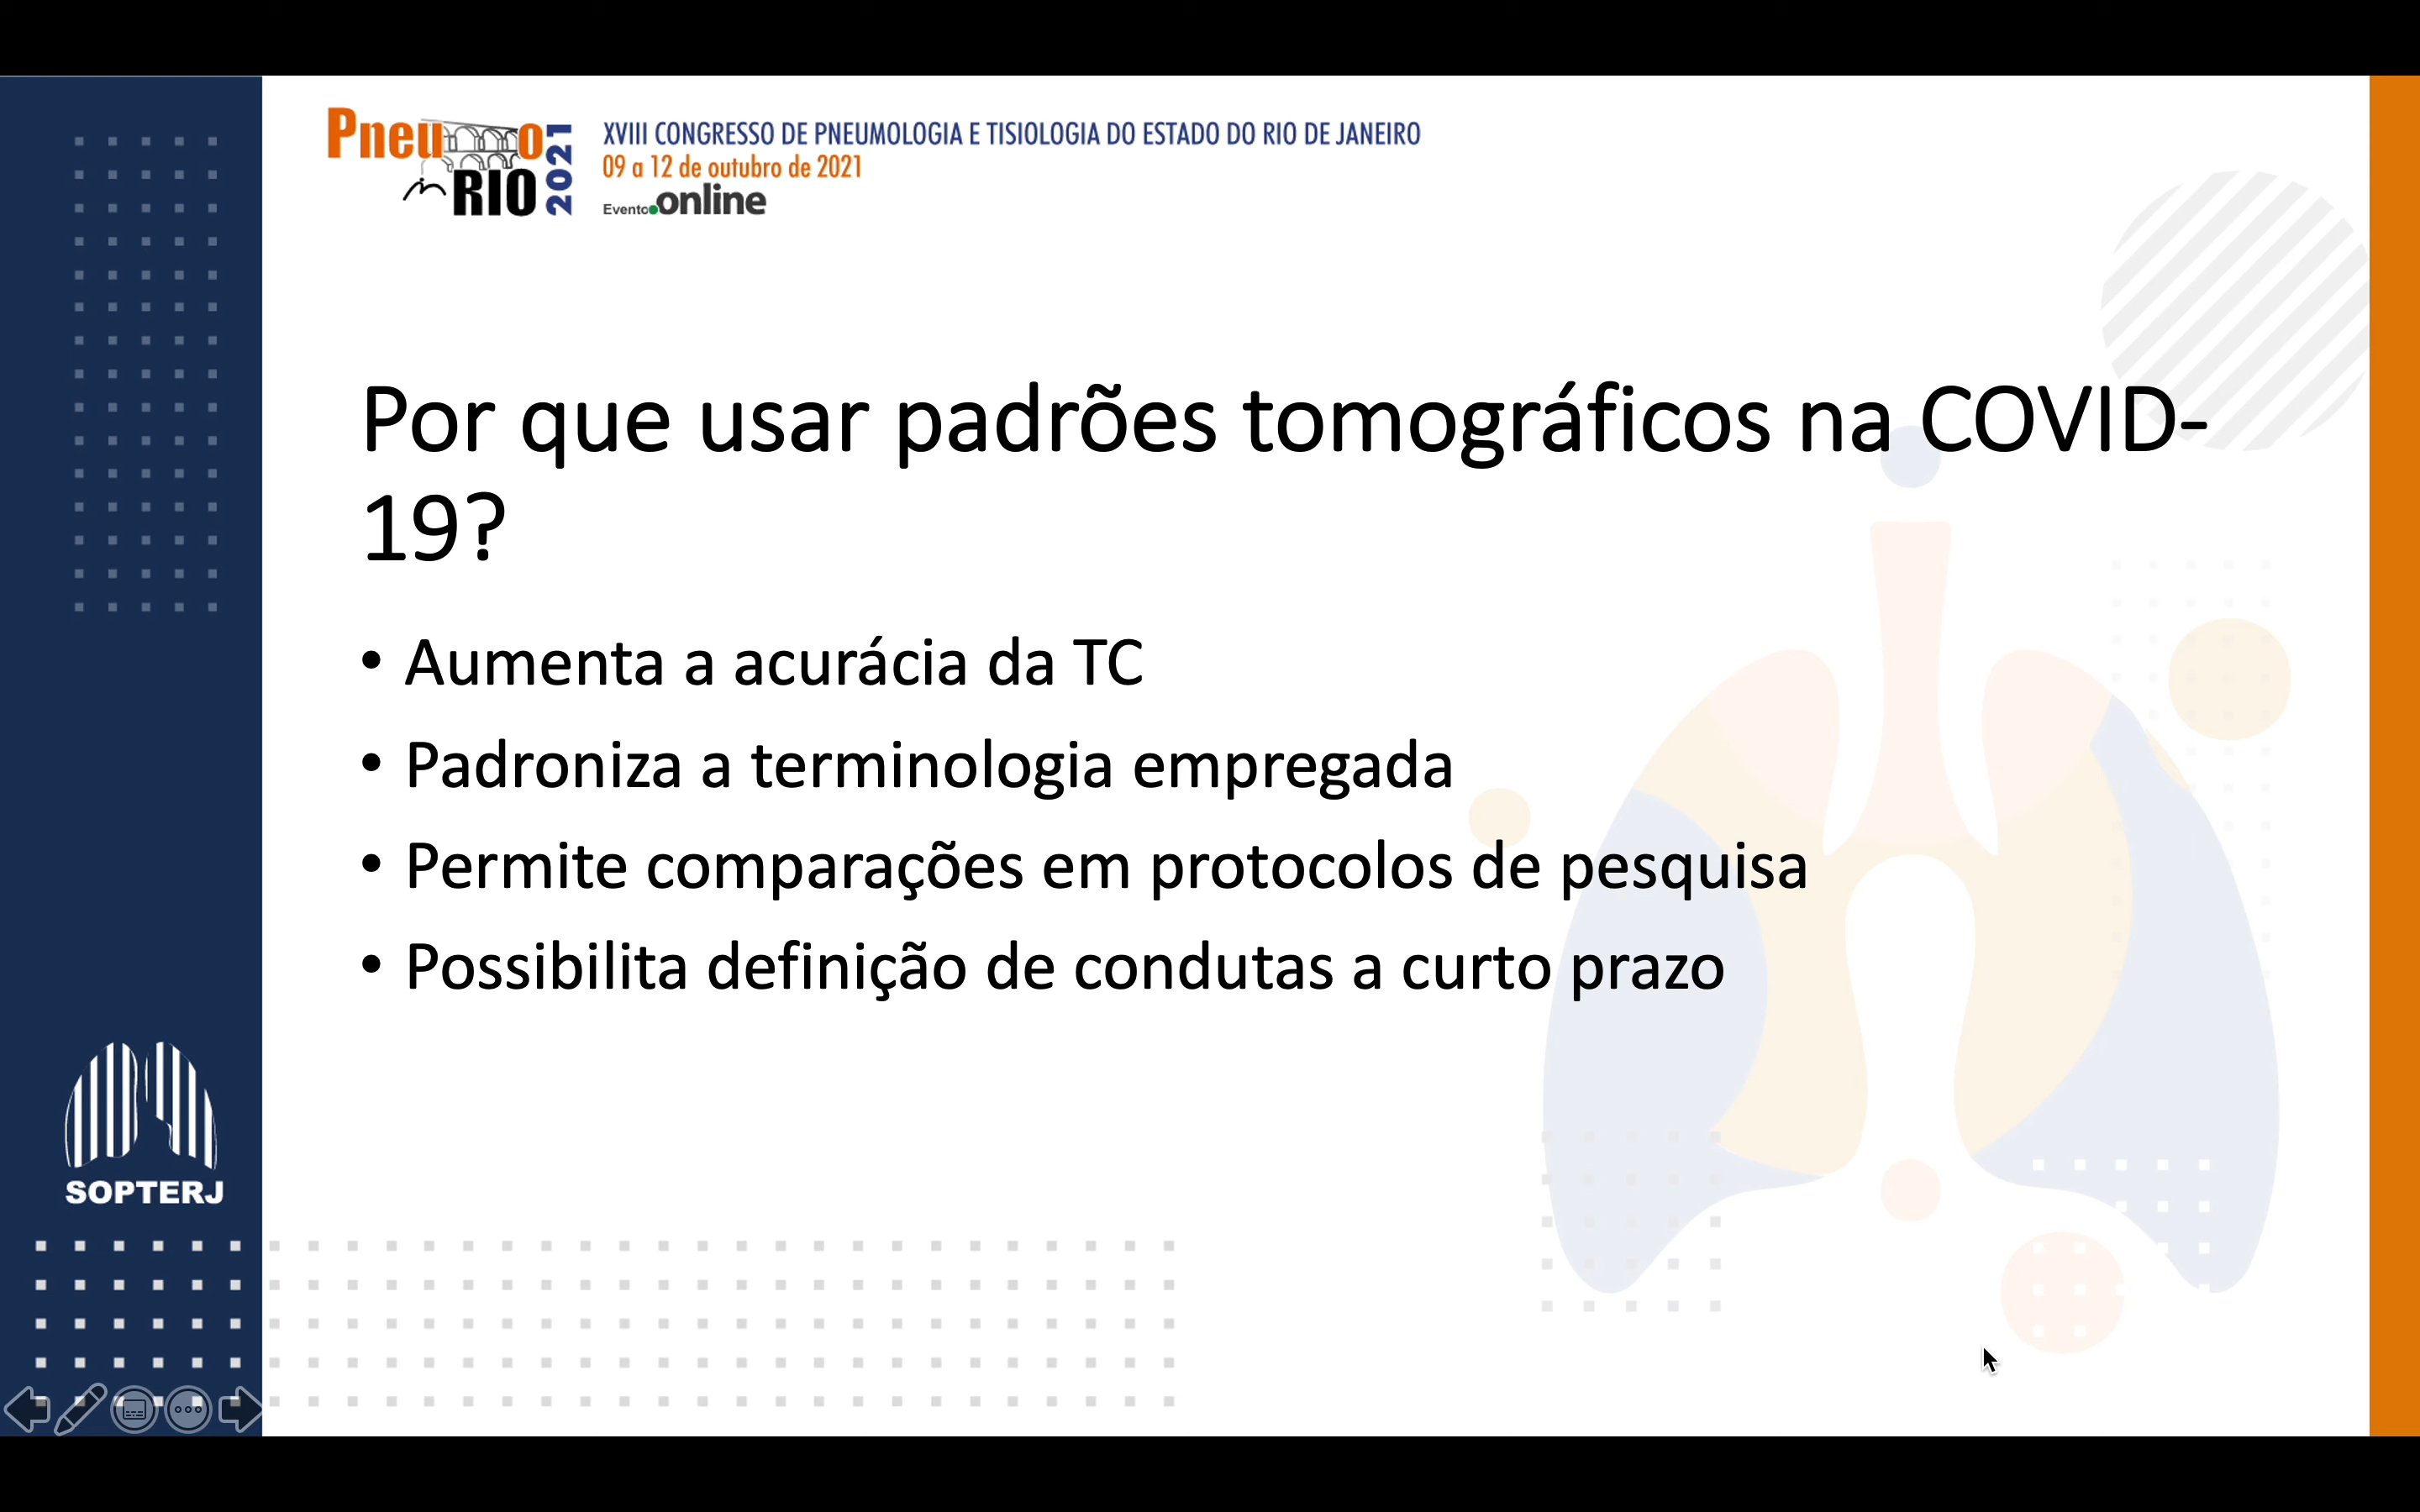 Pneumo
RIO
2021
XVIII CONGRESSO DE PNEUMOLOGIA E TISIOLOGIA DO ESTADO DO RIO DE JANEIRO
09 a 12 de outubro de 2021
Evento online
Por que usar padrões tomográficos na COVID-
19?
• Aumenta a acurácia da TC
• Padroniza a terminologia empregada
• Permite comparações em protocolos de pesquisa
• Possibilita definição de condutas a curto prazo
SOPTERJ